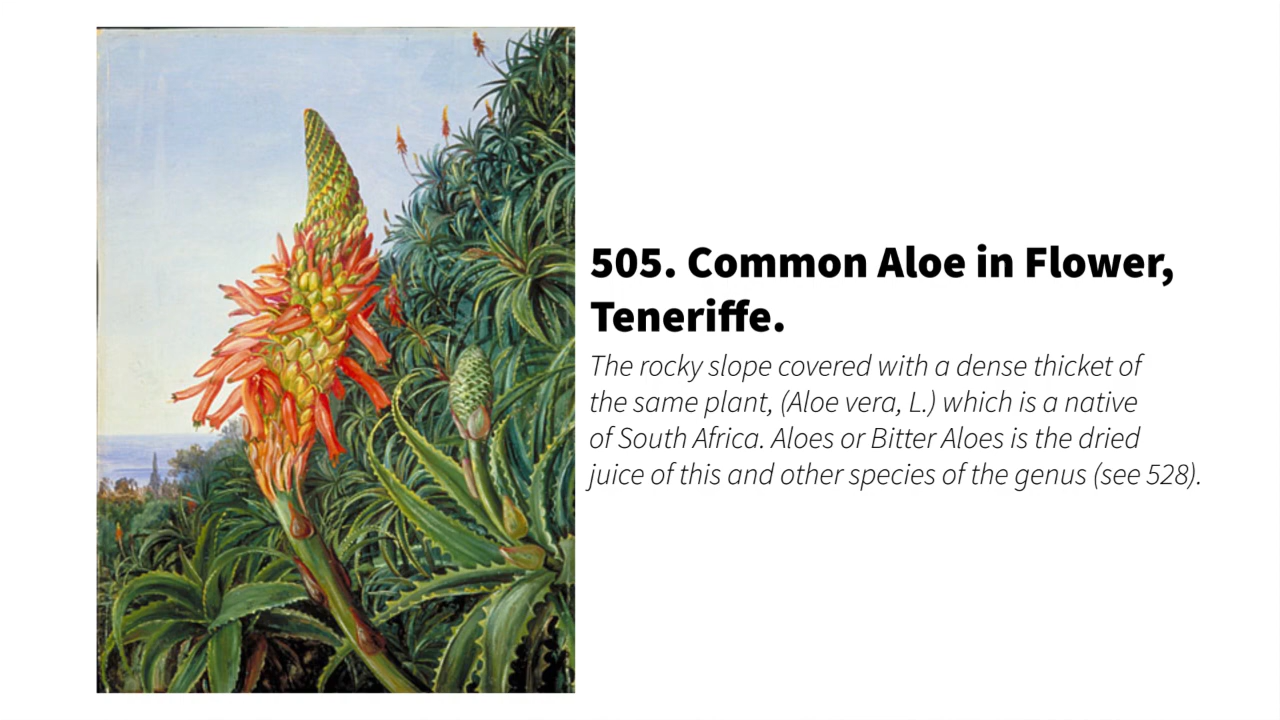 505. Common Aloe in Flower,
Teneriffe.
The rocky slope covered with a dense thicket of
the same plant, (Aloe vera, L.) which is a native
of South Africa. Aloes or Bitter Aloes is the dried
juice of this and other species of the genus (see 528).